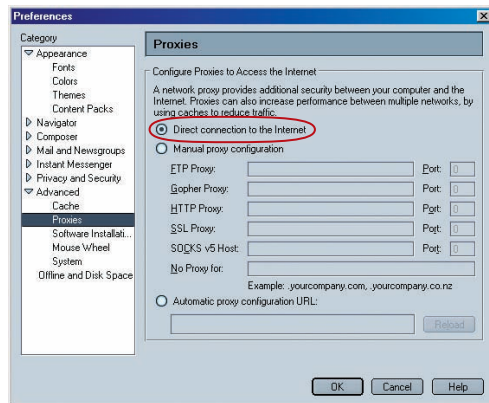 Preferences
Category
Appearance
Fonts
Colors
Themes
Content Packs
Navigator
Composer
Mail and Newsgroups
Instant Messenger
Privacy and Security
Advanced
Cache
Proxies
Software Installati...
Mouse Wheel
System
Offline and Disk Space
Proxies
Configure Proxies to Access the Internet
A network proxy provides additional security between your computer and the
Internet. Proxies can also increase performance between multiple networks, by
using caches to reduce traffic.
Direct connection to the Internet
Manual proxy configuration
FTP Proxy: Port: 0
Gopher Proxy: Port: 0
HTTP Proxy: Port: 0
SSL Proxy: Port: 0
SOCKS v5 Host: Port: 0
No Proxy for:
Example: .yourcompany.com, .yourcompany.co.nz
Automatic proxy configuration URL:
Reload
OK Cancel Help